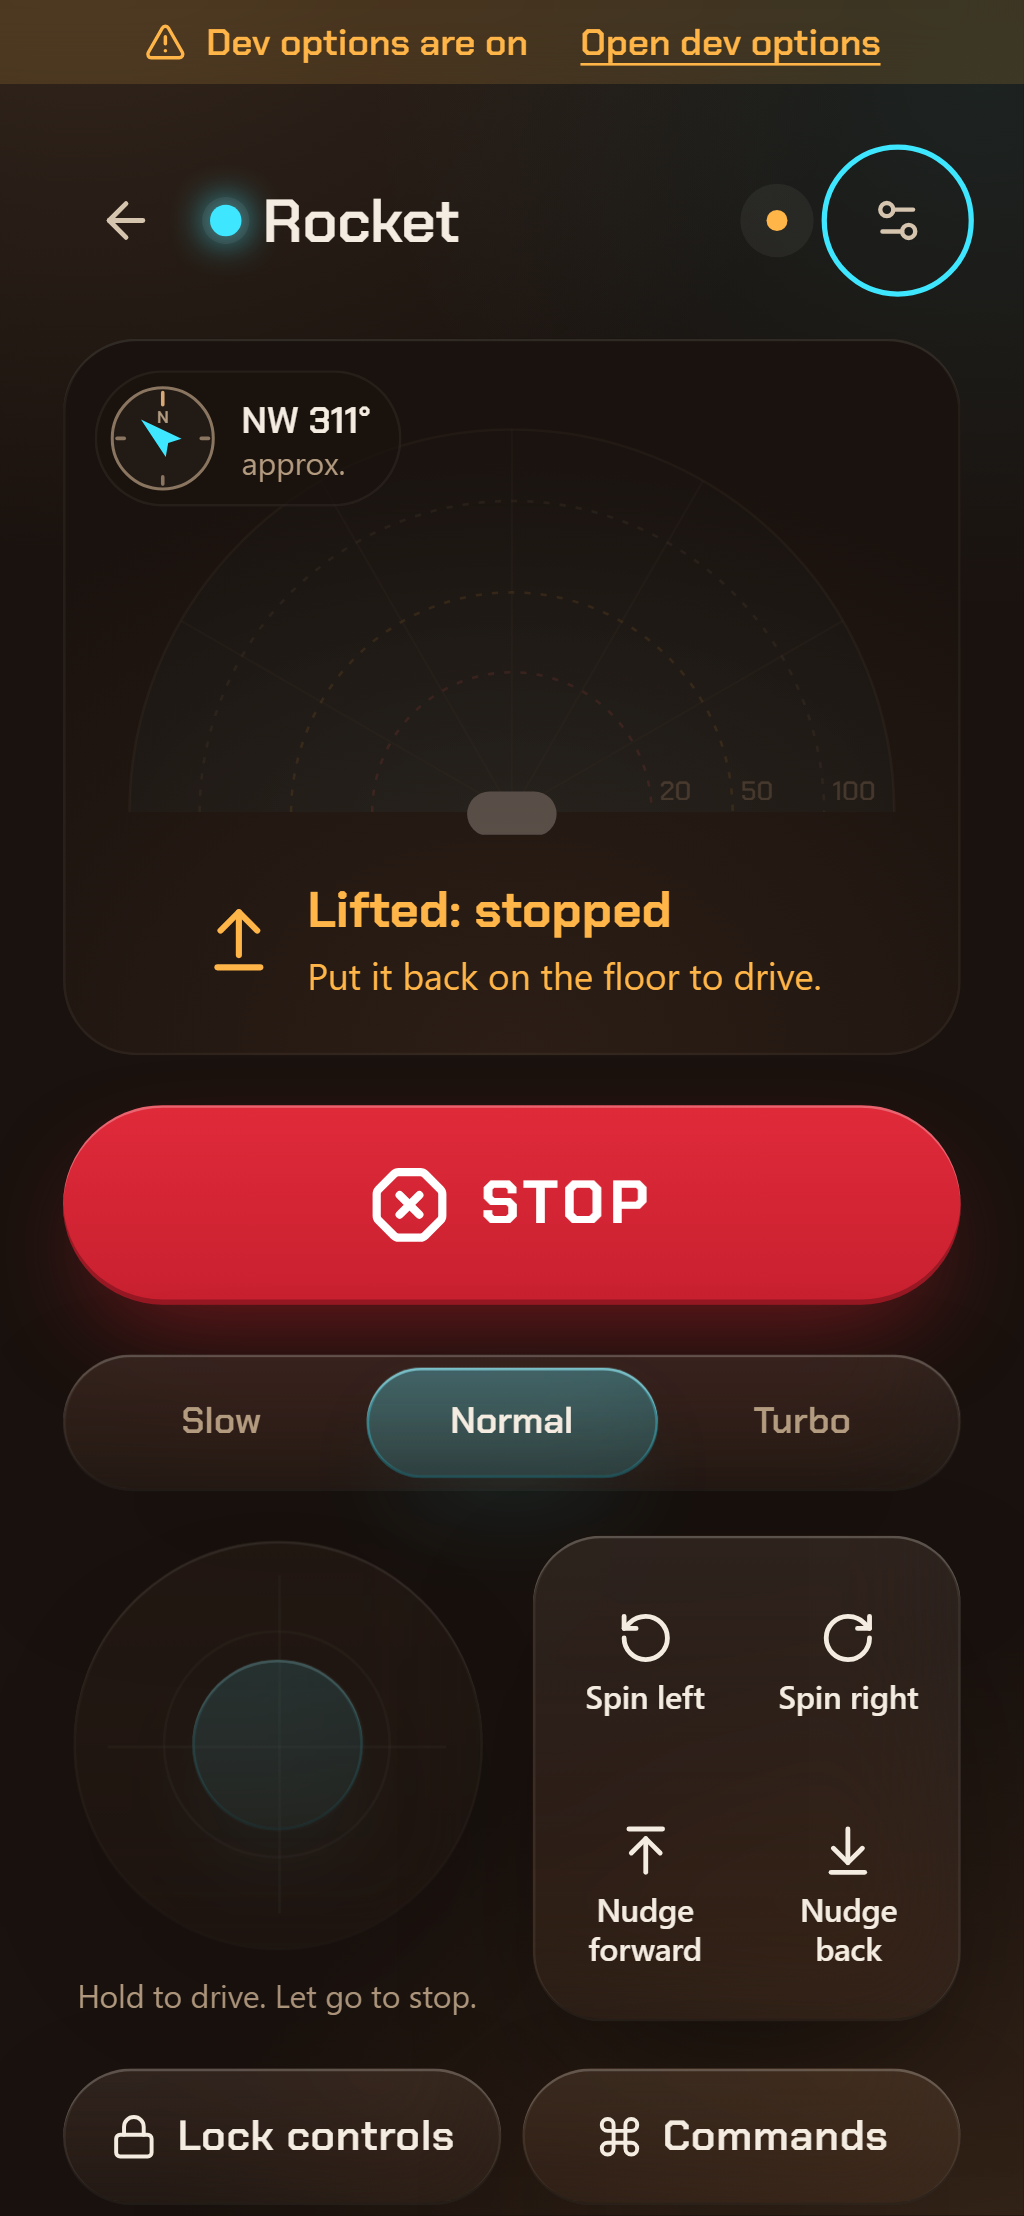 Dev options are on Open dev options
Rocket
N
NW 311°
approx.
20 50 100
Lifted: stopped
Put it back on the floor to drive.
STOP
Slow Normal Turbo
Spin left Spin right
Nudge forward
Nudge back
Hold to drive. Let go to stop.
Lock controls Commands